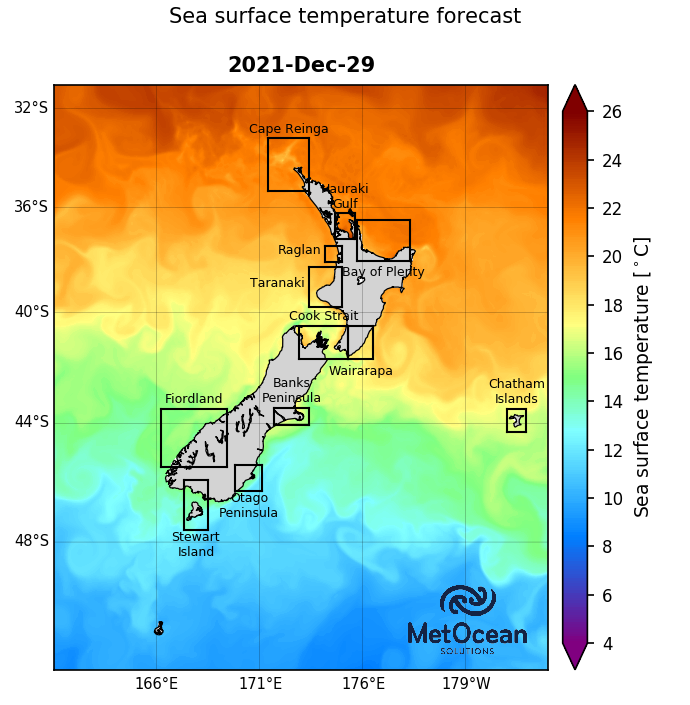 Sea surface temperature forecast
2021-Dec-29
32°S
36°S
40°S
44°S
48°S
166°E
171°E
176°E
179°W
Cape Reinga
Hauraki
Gulf
Raglan
Bay of Plenty
Taranaki
Cook Strait
Wairarapa
Banks
Peninsula
Chatham
Islands
Fiordland
Otago
Peninsula
Stewart
Island
MetOcean
SOLUTIONS
26
24
22
20
18
16
14
12
10
8
6
4
Sea surface temperature [°C]